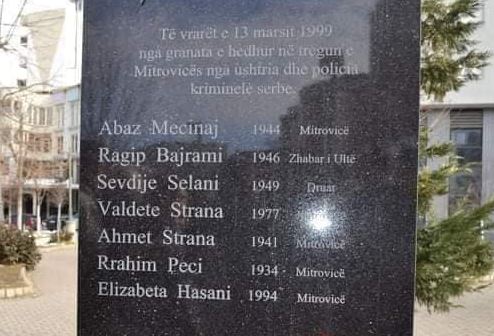 Të vrarët e 13 marsit 1999
nga granata e hedhur në tregun e
Mitrovicës nga ushtria dhe policia
kriminele serbe.
Abaz Mecinaj 1944 Mitrovicë
Ragip Bajrami 1946 Zhabar i Ultë
Sevdije Selani 1949 Druar
Valdete Strana 1977
Ahmet Strana 1941 Mitrovicë
Rrahim Peci 1934 Mitrovicë
Elizabeta Hasani 1994 Mitrovicë